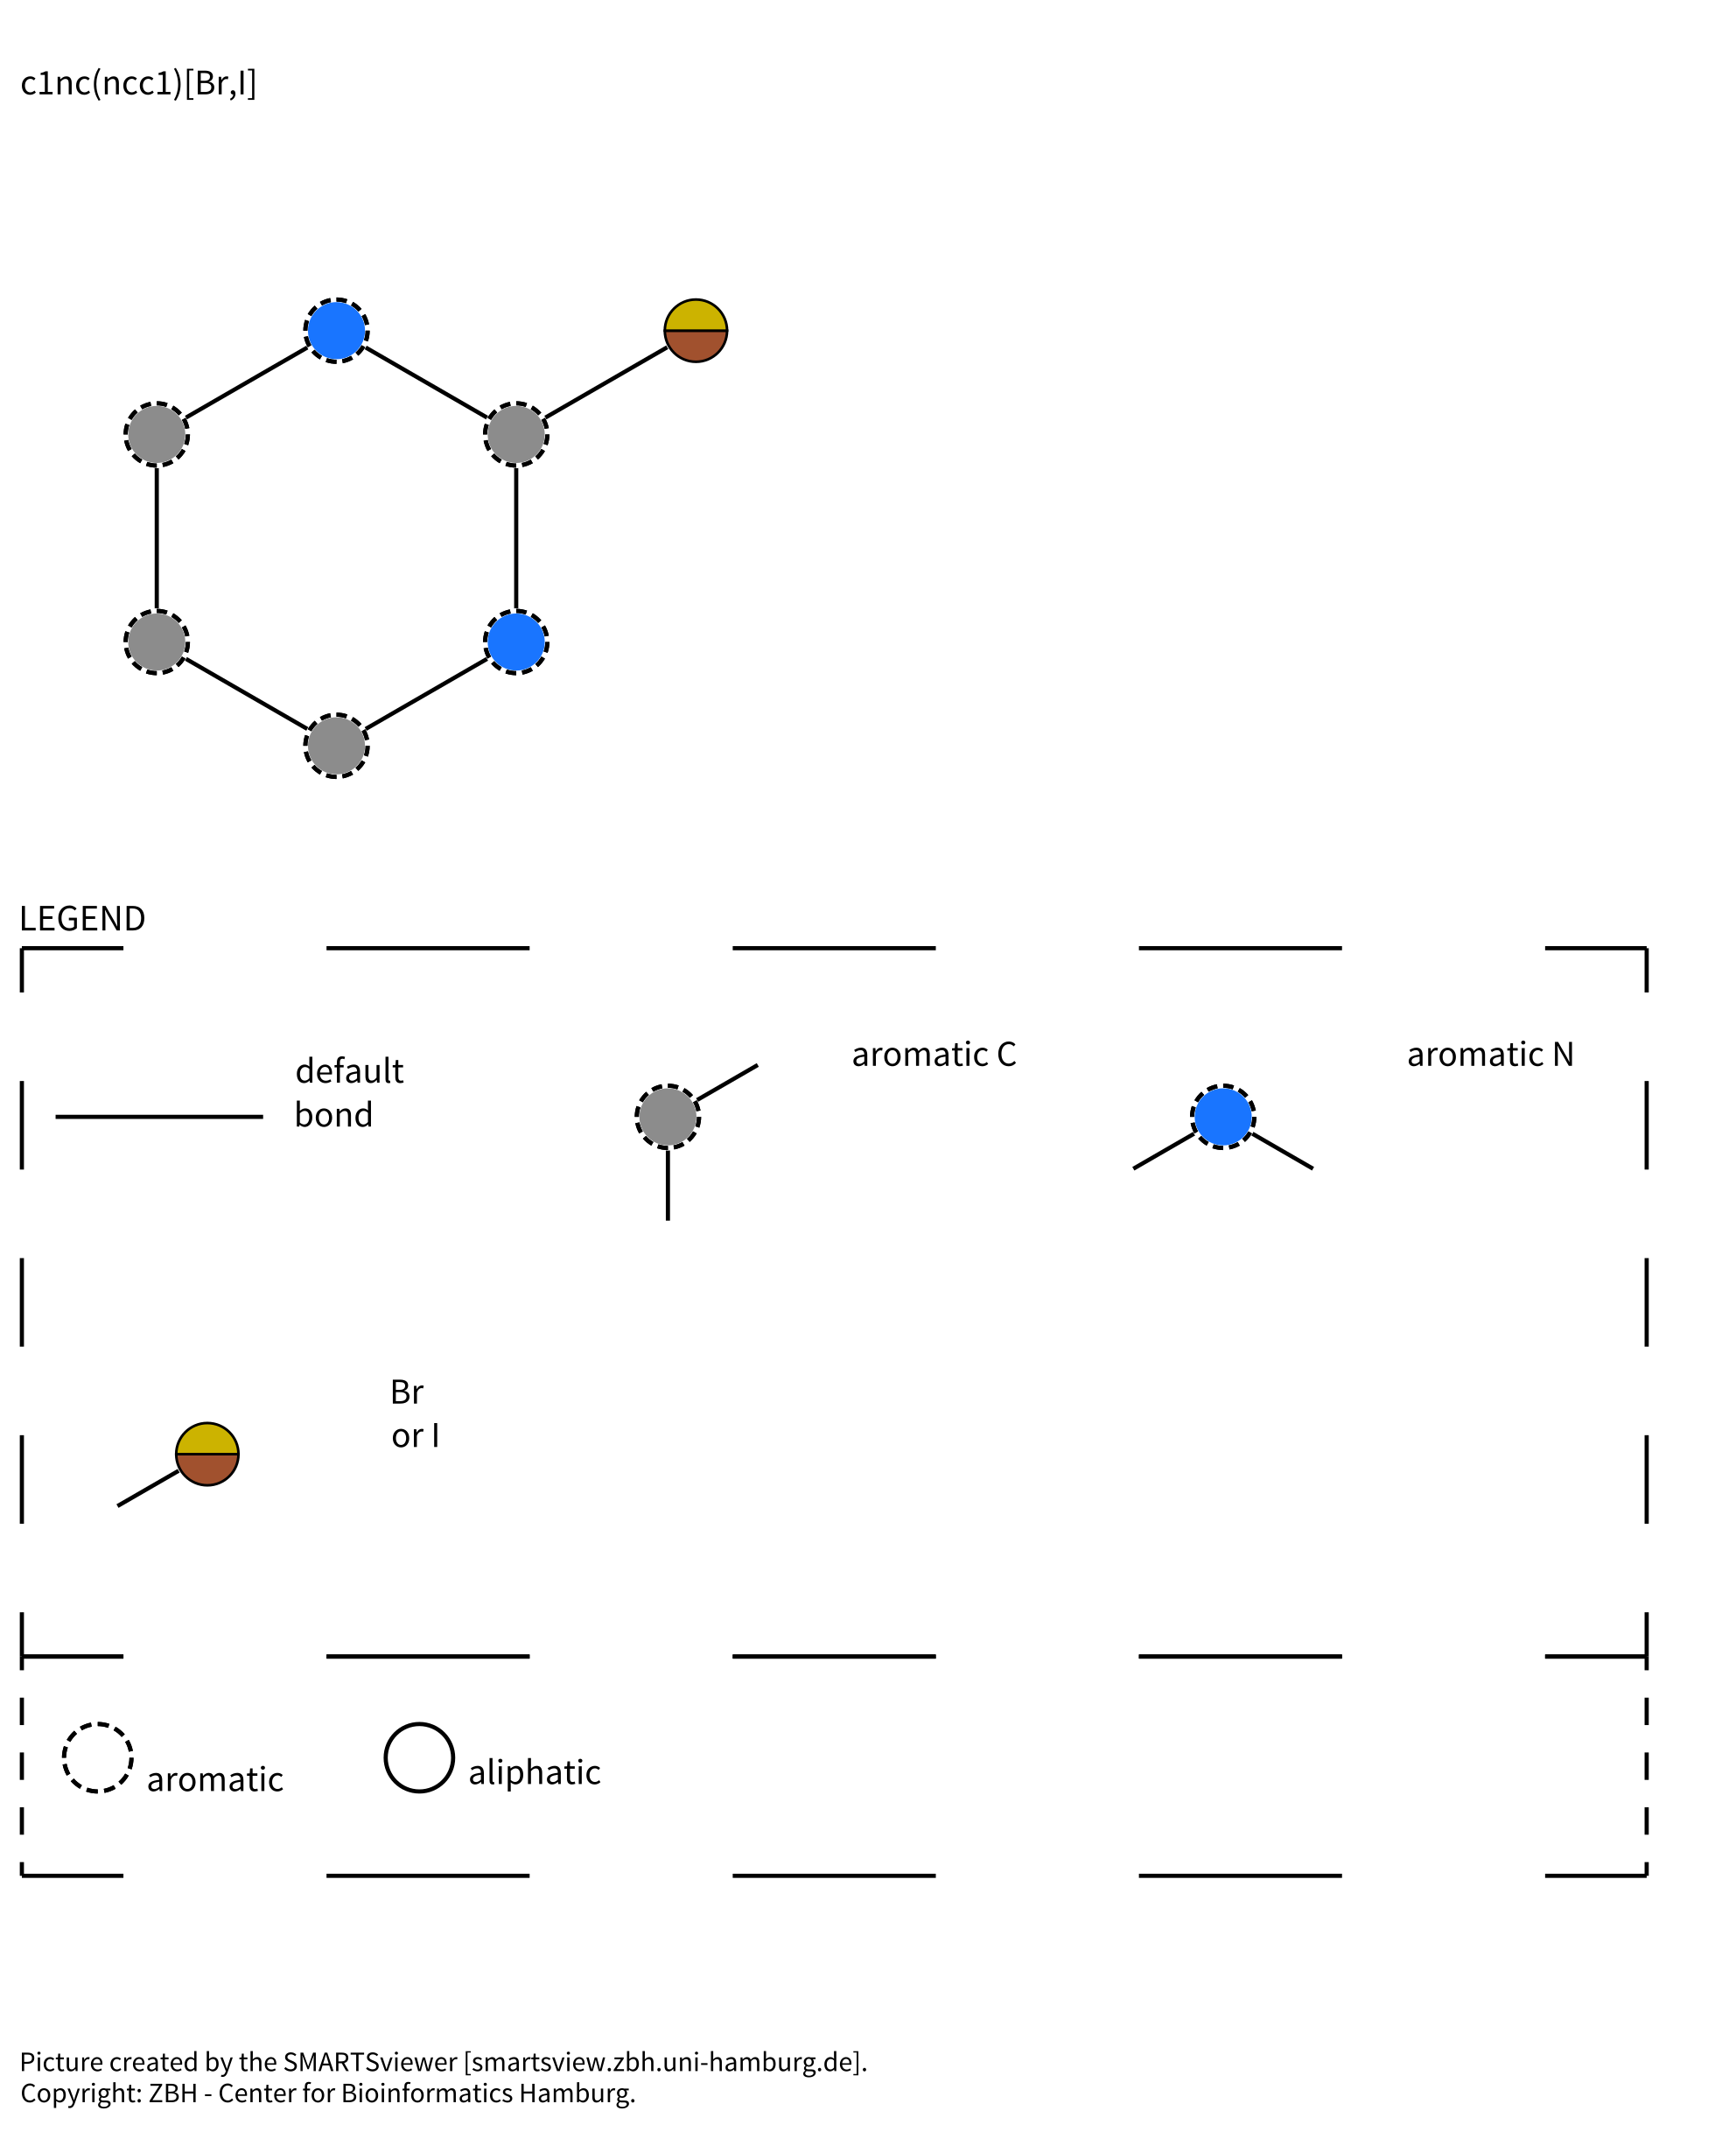 c1nc(ncc1)[Br,I]
LEGEND
default
bond
aromatic C
aromatic N
Br
or I
aromatic
aliphatic
Picture created by the SMARTSviewer [smartsview.zbh.uni-hamburg.de].
Copyright: ZBH - Center for Bioinformatics Hamburg.